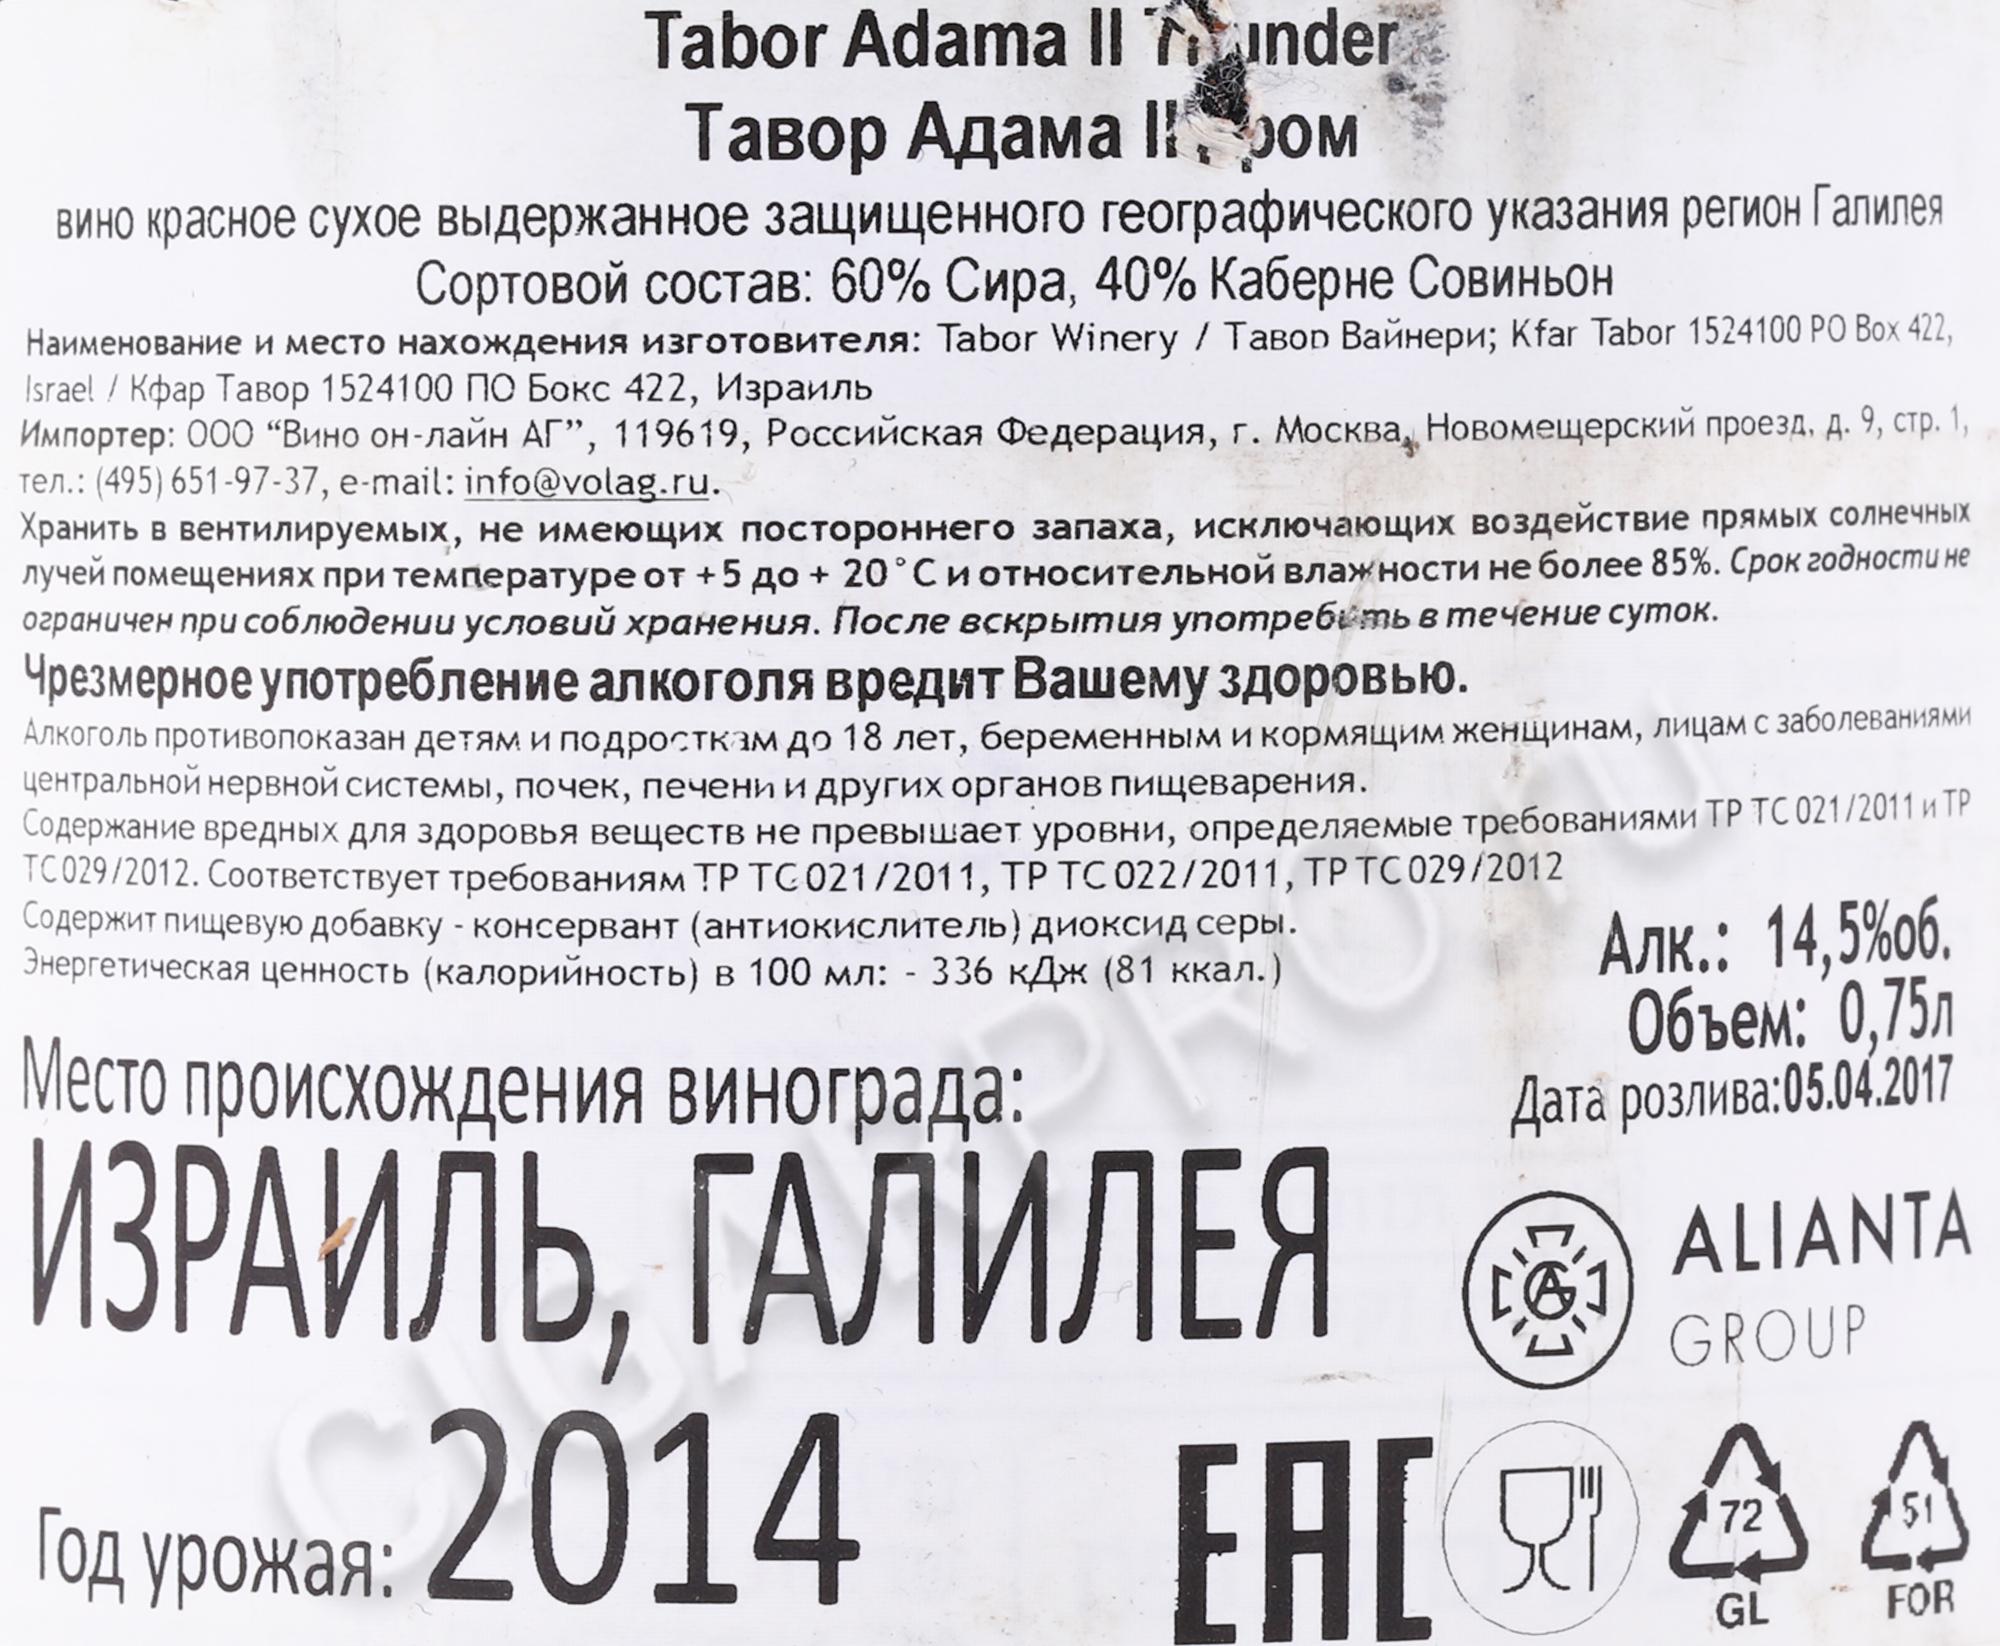 Tabor Adama II
Тавор Адама II
вино красное сухое выдержанное защищенного географического указания регион Галилея
Сортовой состав: 60% Сира, 40% Каберне Совиньон
Наименование и место нахождения изготовителя: Tabor Winery / Тавор Вайнери; Kfar Tabor 1524100 PO Box 422,
Israel / Кфар Тавор 1524100 ПО Бокс 422, Израиль
Импортер: ООО “Вино он-лайн АГ”, 119619, Российская Федерация, г. Москва, Новомещерский проезд, д. 9, стр. 1,
тел.: (495) 651-97-37, e-mail: info@volag.ru.
Хранить в вентилируемых, не имеющих постороннего запаха, исключающих воздействие прямых солнечных
лучей помещениях при температуре от +5 до + 20°С и относительной влажности не более 85%. Срок годности не
ограничен при соблюдении условий хранения. После вскрытия употребить в течение суток.
Чрезмерное употребление алкоголя вредит Вашему здоровью.
Алкоголь противопоказан детям и подросткам до 18 лет, беременным и кормящим женщинам, лицам с заболеваниями
центральной нервной системы, почек, печени и других органов пищеварения.
Содержание вредных для здоровья веществ не превышает уровни, определяемые требованиями ТР ТС 021/2011 и ТР
ТС 029/2012. Соответствует требованиям ТР ТС 021/2011, ТР ТС 022/2011, ТР ТС 029/2012
Содержит пищевую добавку - консервант (антиокислитель) диоксид серы.
Энергетическая ценность (калорийность) в 100 мл: - 336 кДж (81 ккал.)
Алк.: 14,5%об.
Объем: 0,75л
Дата розлива:05.04.2017
Место происхождения винограда:
ИЗРАИЛЬ, ГАЛИЛЕЯ
Год урожая: 2014
AG
ALIANTA
GROUP
EAC
72
GL
51
FOR
CIGARPRO.ru